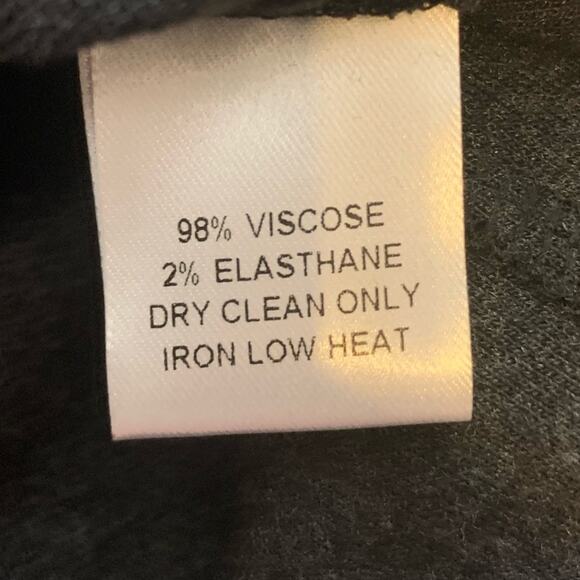 98% VISCOSE
2% ELASTHANE
DRY CLEAN ONLY
IRON LOW HEAT